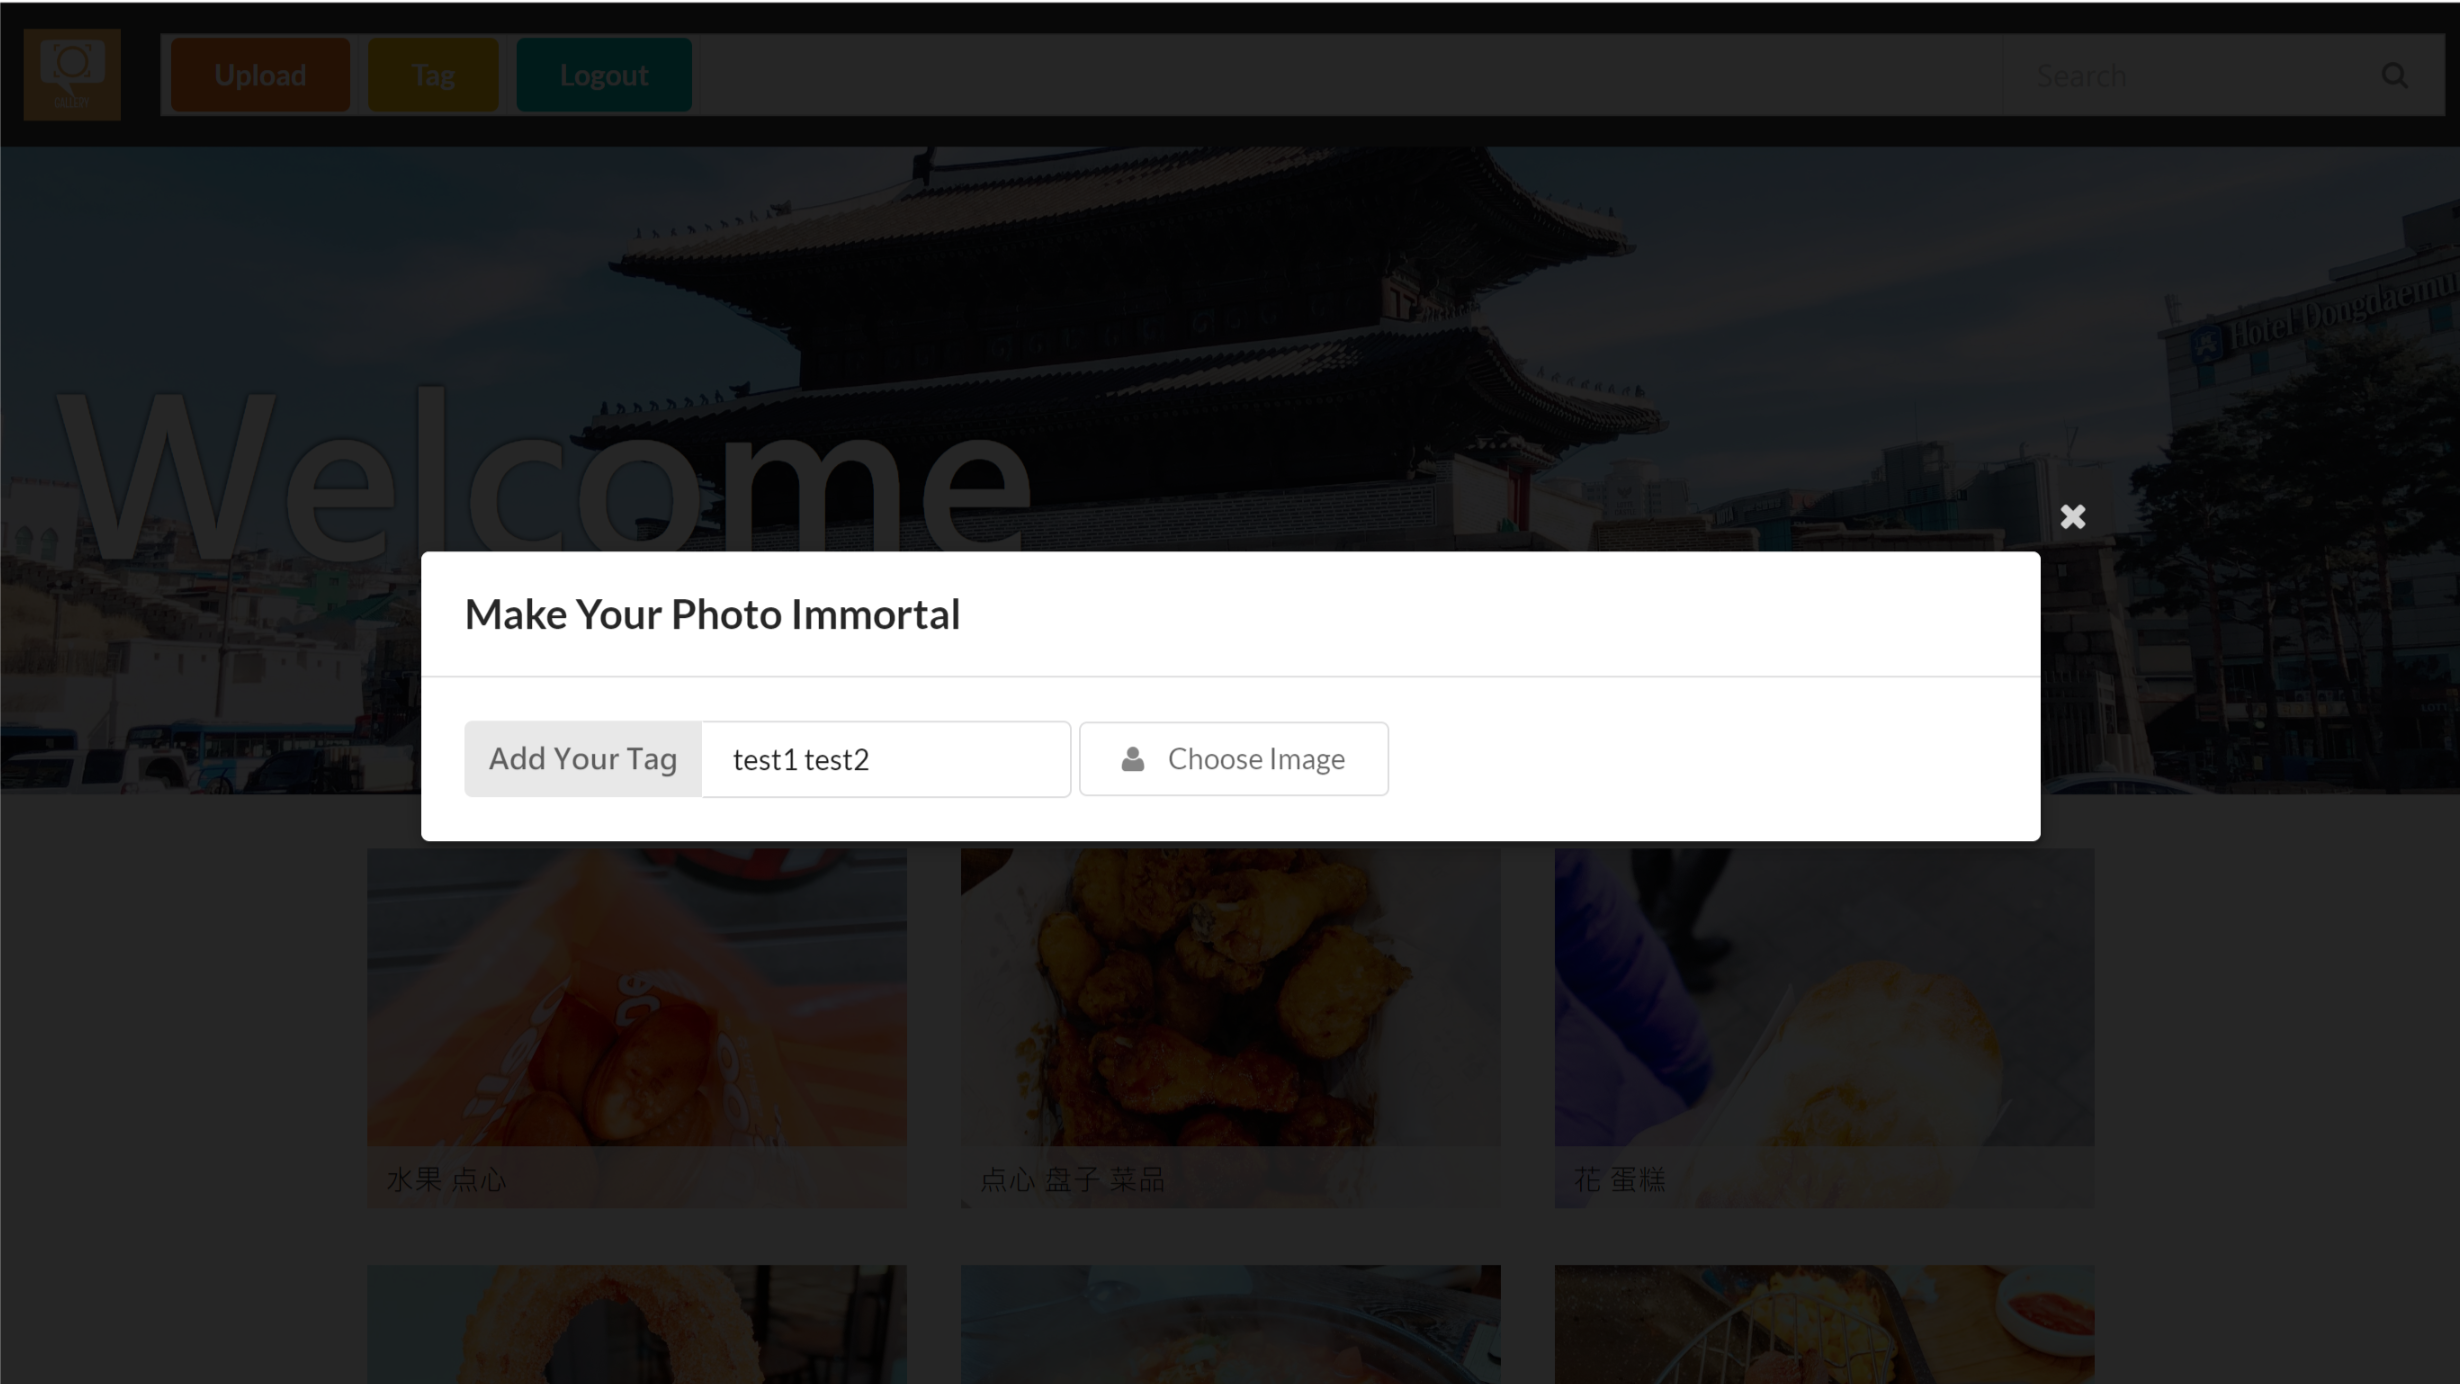 Upload
Tag
Logout
Search
Welcome
Hotel Dongdaemu
Make Your Photo Immortal
Add Your Tag
test1 test2
Choose Image
水果 点心
点心 盘子 菜品
花 蛋糕